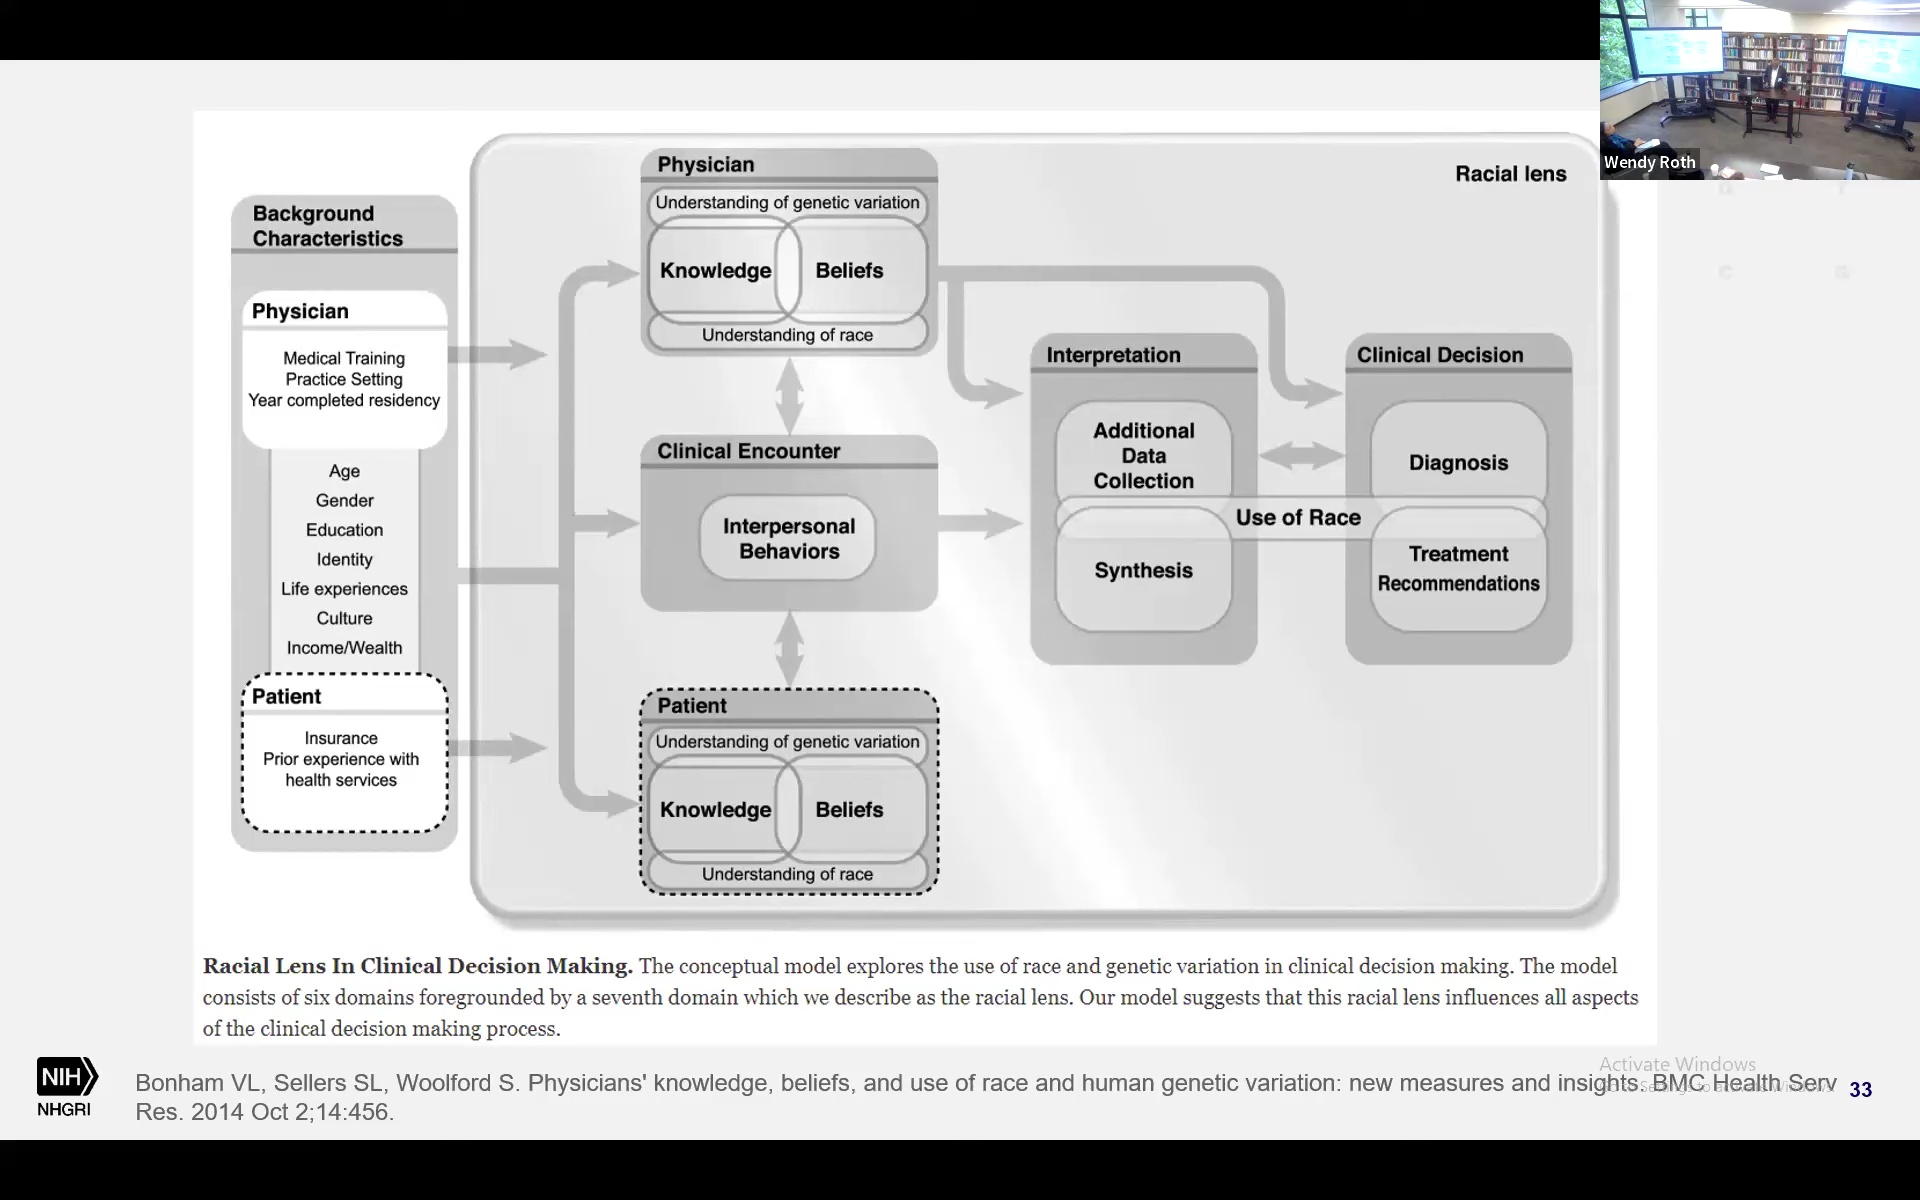 Wendy Roth
Racial lens
Background
Characteristics
Physician
Medical Training
Practice Setting
Year completed residency
Age
Gender
Education
Identity
Life experiences
Culture
Income/Wealth
Patient
Insurance
Prior experience with
health services
Physician
Understanding of genetic variation
Knowledge
Beliefs
Understanding of race
Clinical Encounter
Interpersonal
Behaviors
Patient
Understanding of genetic variation
Knowledge
Beliefs
Understanding of race
Interpretation
Additional
Data
Collection
Synthesis
Use of Race
Clinical Decision
Diagnosis
Treatment
Recommendations
Racial Lens In Clinical Decision Making. The conceptual model explores the use of race and genetic variation in clinical decision making. The model
consists of six domains foregrounded by a seventh domain which we describe as the racial lens. Our model suggests that this racial lens influences all aspects
of the clinical decision making process.
NIH
NHGRI
Bonham VL, Sellers SL, Woolford S. Physicians' knowledge, beliefs, and use of race and human genetic variation: new measures and insights. BMC Health Serv
Res. 2014 Oct 2;14:456.
Activate Windows
33